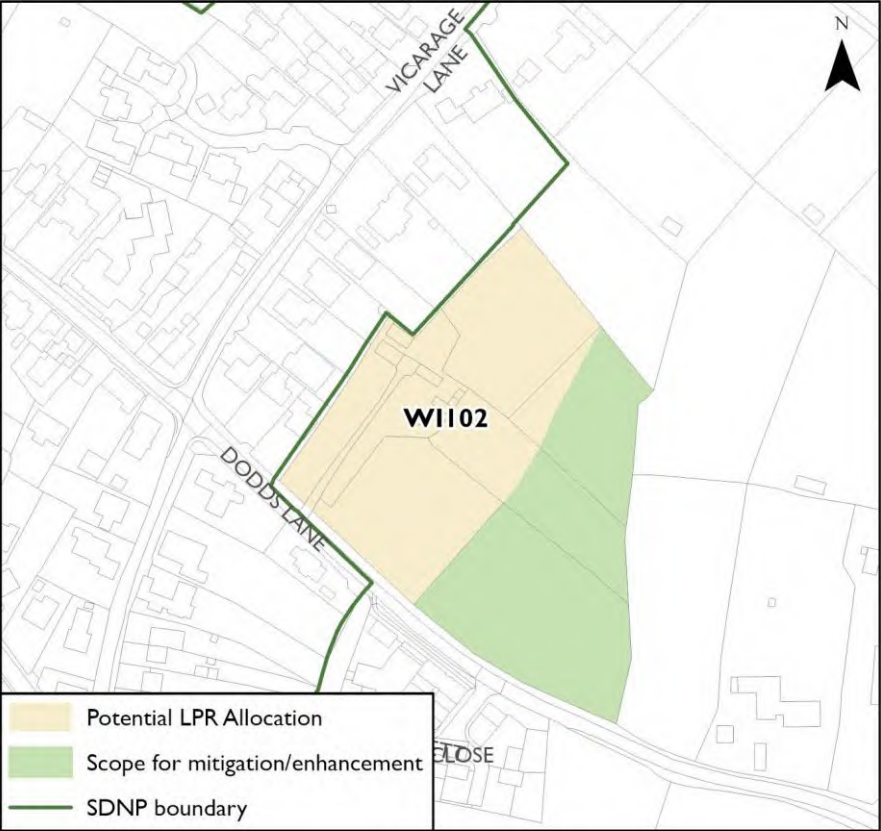 N
VICARAGE
LANE
WI102
DODDS LANE
Potential LPR Allocation
Scope for mitigation/enhancement
CLOSE
SDNP boundary